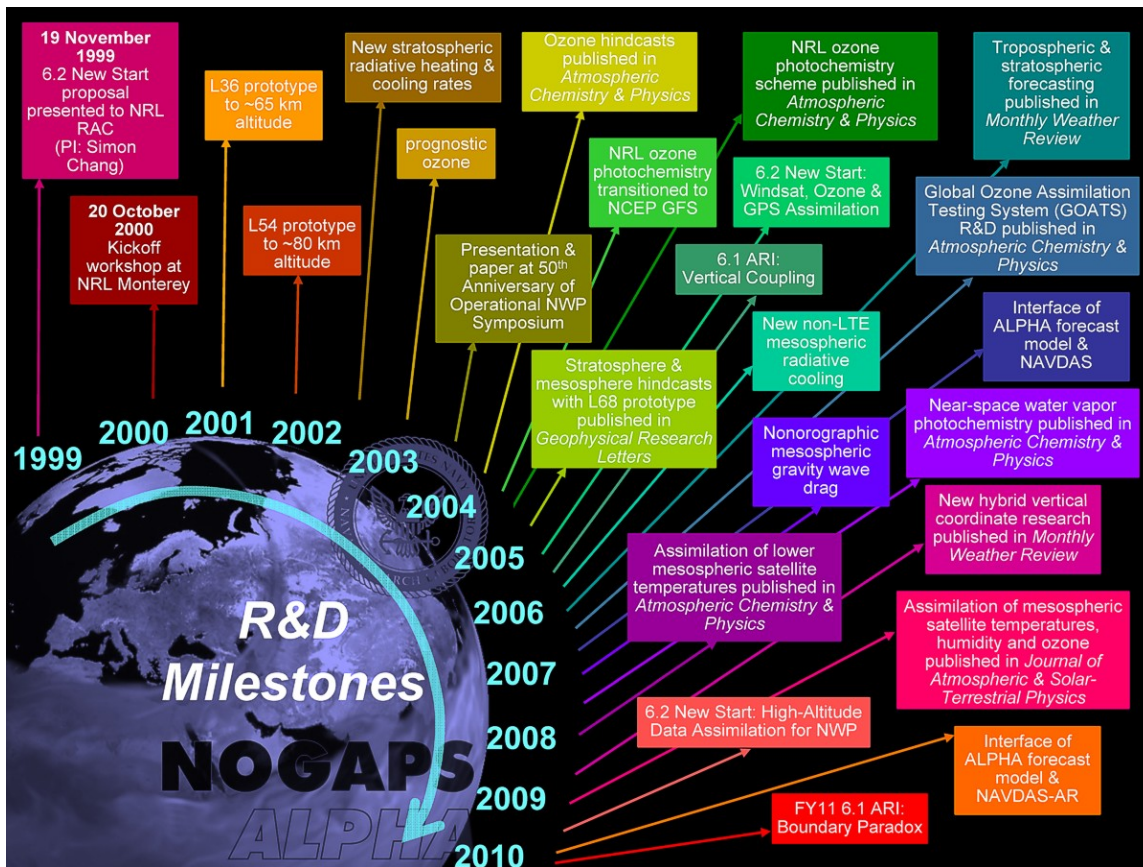 19 November
1999
6.2 New Start
proposal
presented to NRL
RAC
(PI: Simon
Chang)
20 October
2000
Kickoff
workshop at
NRL Monterey
L36 prototype
to ~65 km
altitude
L54 prototype
to ~80 km
altitude
New stratospheric
radiative heating &
cooling rates
prognostic
ozone
Presentation &
paper at 50th
Anniversary of
Operational NWP
Symposium
Ozone hindcasts
published in
Atmospheric
Chemistry & Physics
NRL ozone
photochemistry
transitioned to
NCEP GFS
NRL ozone
photochemistry
scheme published in
Atmospheric
Chemistry & Physics
Stratosphere &
mesosphere hindcasts
with L68 prototype
published in
Geophysical Research
Letters
6.2 New Start:
Windsat, Ozone &
GPS Assimilation
6.1 ARI:
Vertical Coupling
New non-LTE
mesospheric
radiative
cooling
Tropospheric &
stratospheric
forecasting
published in
Monthly Weather
Review
Global Ozone Assimilation
Testing System (GOATS)
R&D published in
Atmospheric Chemistry &
Physics
Interface of
ALPHA forecast
model &
NAVDAS
Nonorographic
mesospheric
gravity wave
drag
Near-space water vapor
photochemistry published in
Atmospheric Chemistry &
Physics
Assimilation of lower
mesospheric satellite
temperatures published in
Atmospheric Chemistry &
Physics
New hybrid vertical
coordinate research
published in Monthly
Weather Review
Assimilation of mesospheric
satellite temperatures,
humidity and ozone
published in Journal of
Atmospheric & Solar-
Terrestrial Physics
6.2 New Start: High-Altitude
Data Assimilation for NWP
Interface of
ALPHA forecast
model &
NAVDAS-AR
FY11 6.1 ARI:
Boundary Paradox
1999
2000
2001
2002
2003
2004
2005
2006
2007
2008
2009
2010
R&D
Milestones
NOGAPS
ALPHA